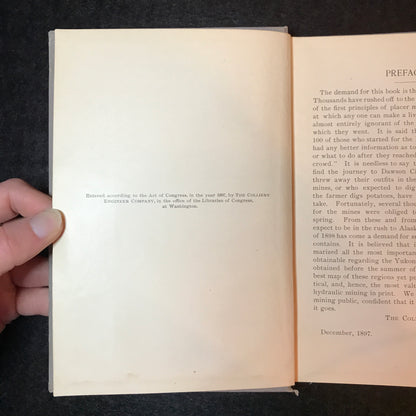 Entered according to the Act of Congress, in the year 1897, by THE COLLIERY
ENGINEER COMPANY, in the office of the Librarian of Congress,
at Washington.
PREFAC
The demand for this book is th
Thousands have rushed off to the
of the first principles of placer m
at which any one can make a livi
almost entirely ignorant of the
which they went. It is said th
100 of those who started for the
had any better information as to
or what to do after they reached
crowd." It is needless to say t
find the journey to Dawson C
threw away their outfits in the
mines, or who expected to dig
the farmer digs potatoes, have
take. Fortunately, several thou
for the mines were obliged
spring. From these and from
expect to be in the rush to Alask
of 1898 has come a demand for s
contains. It is believed that i
marized all the most important
obtainable regarding the Yukon
obtained before the summer o
best map of these regions yet p
tical, and, hence, the most valu
hydraulic mining in print. We
mining public, confident that it
it goes.
THE COL
December, 1897.